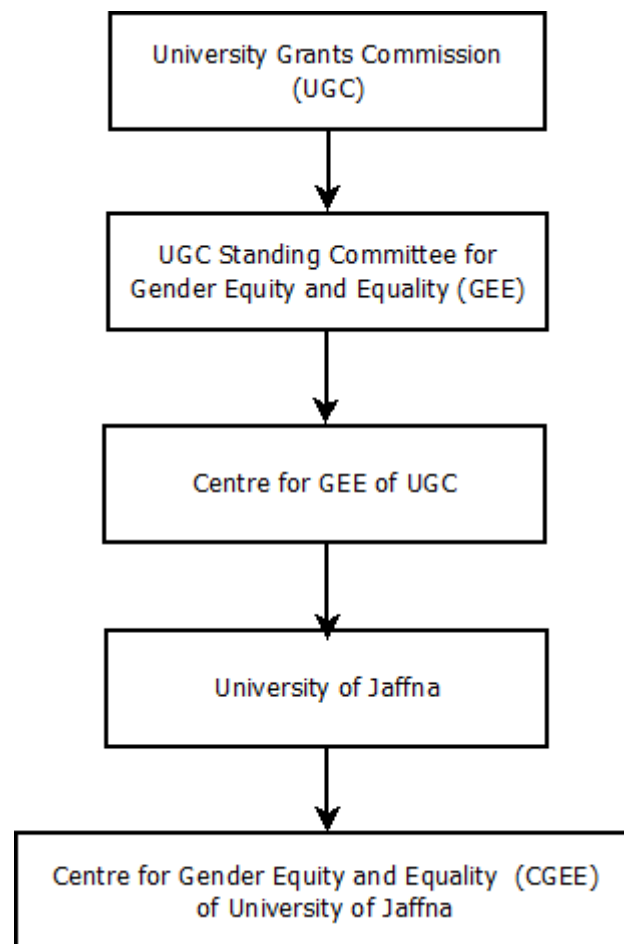 University Grants Commission
(UGC)
UGC Standing Committee for
Gender Equity and Equality (GEE)
Centre for GEE of UGC
University of Jaffna
Centre for Gender Equity and Equality (CGEE)
of University of Jaffna